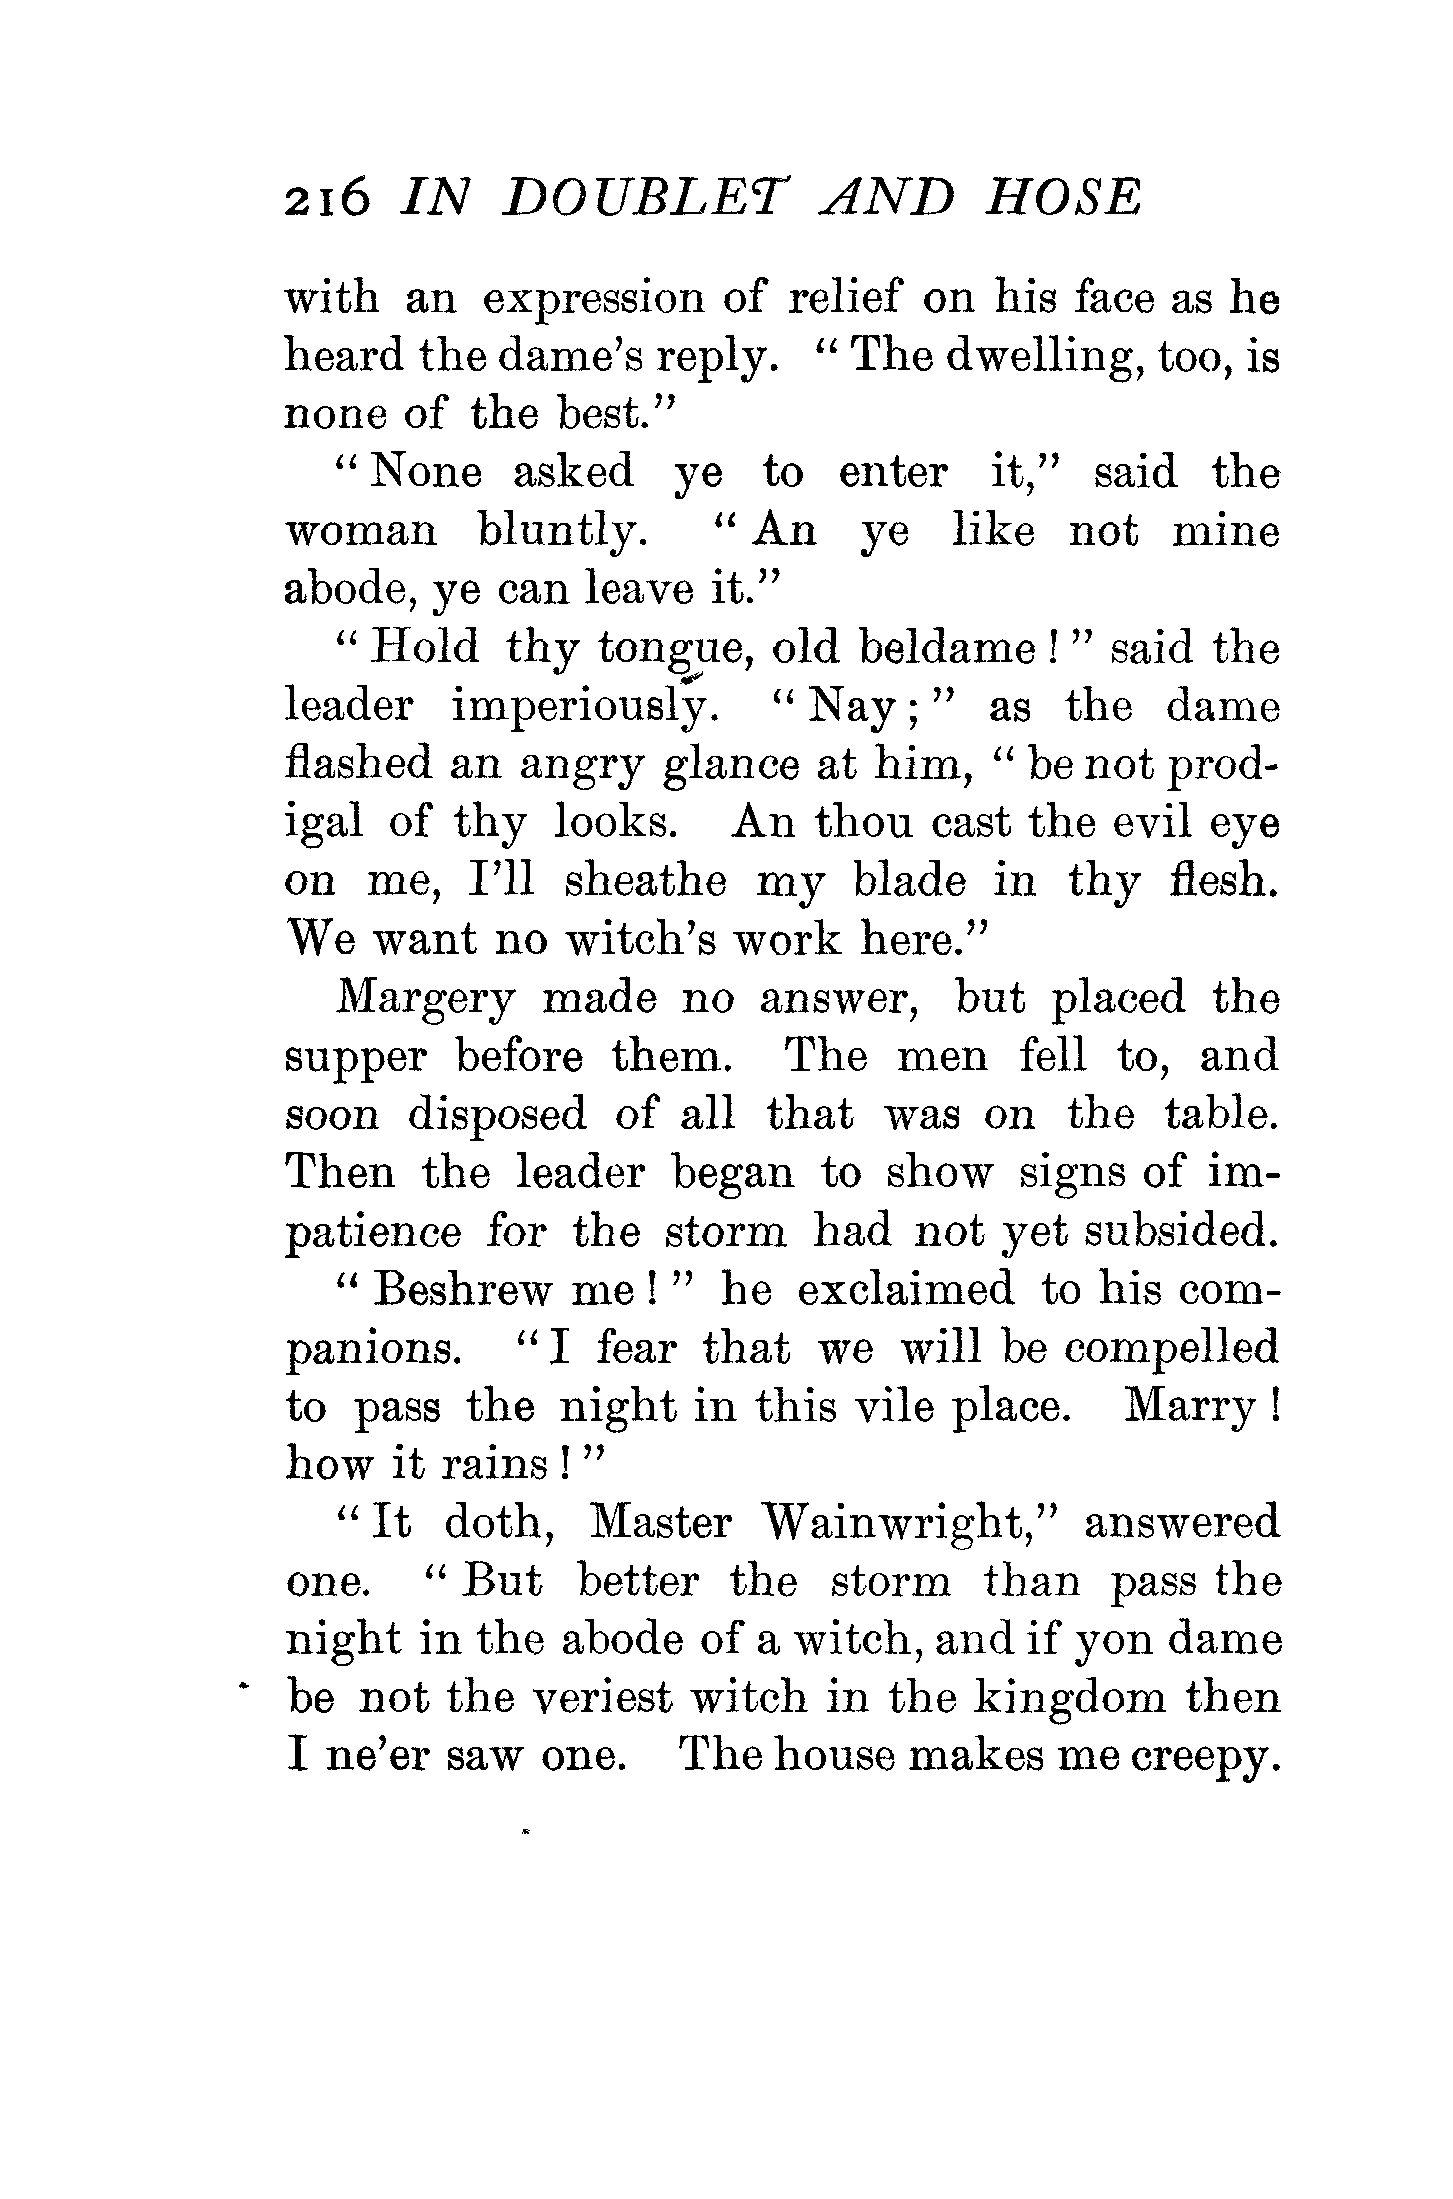 216 IN DOUBLET AND HOSE
with an expression of relief on his face as he
heard the dame's reply. “The dwelling, too, is
none of the best.”
“None asked ye to enter it,” said the
woman bluntly. “An ye like not mine
abode, ye can leave it.”
“Hold thy tongue, old beldame!” said the
leader imperiously. “Nay;” as the dame
flashed an angry glance at him, “be not prod-
igal of thy looks. An thou cast the evil eye
on me, I'll sheathe my blade in thy flesh.
We want no witch's work here.”
Margery made no answer, but placed the
supper before them. The men fell to, and
soon disposed of all that was on the table.
Then the leader began to show signs of im-
patience for the storm had not yet subsided.
“Beshrew me!” he exclaimed to his com-
panions. “I fear that we will be compelled
to pass the night in this vile place. Marry!
how it rains!”
“It doth, Master Wainwright,” answered
one. “But better the storm than pass the
night in the abode of a witch, and if yon dame
be not the veriest witch in the kingdom then
I ne'er saw one. The house makes me creepy.